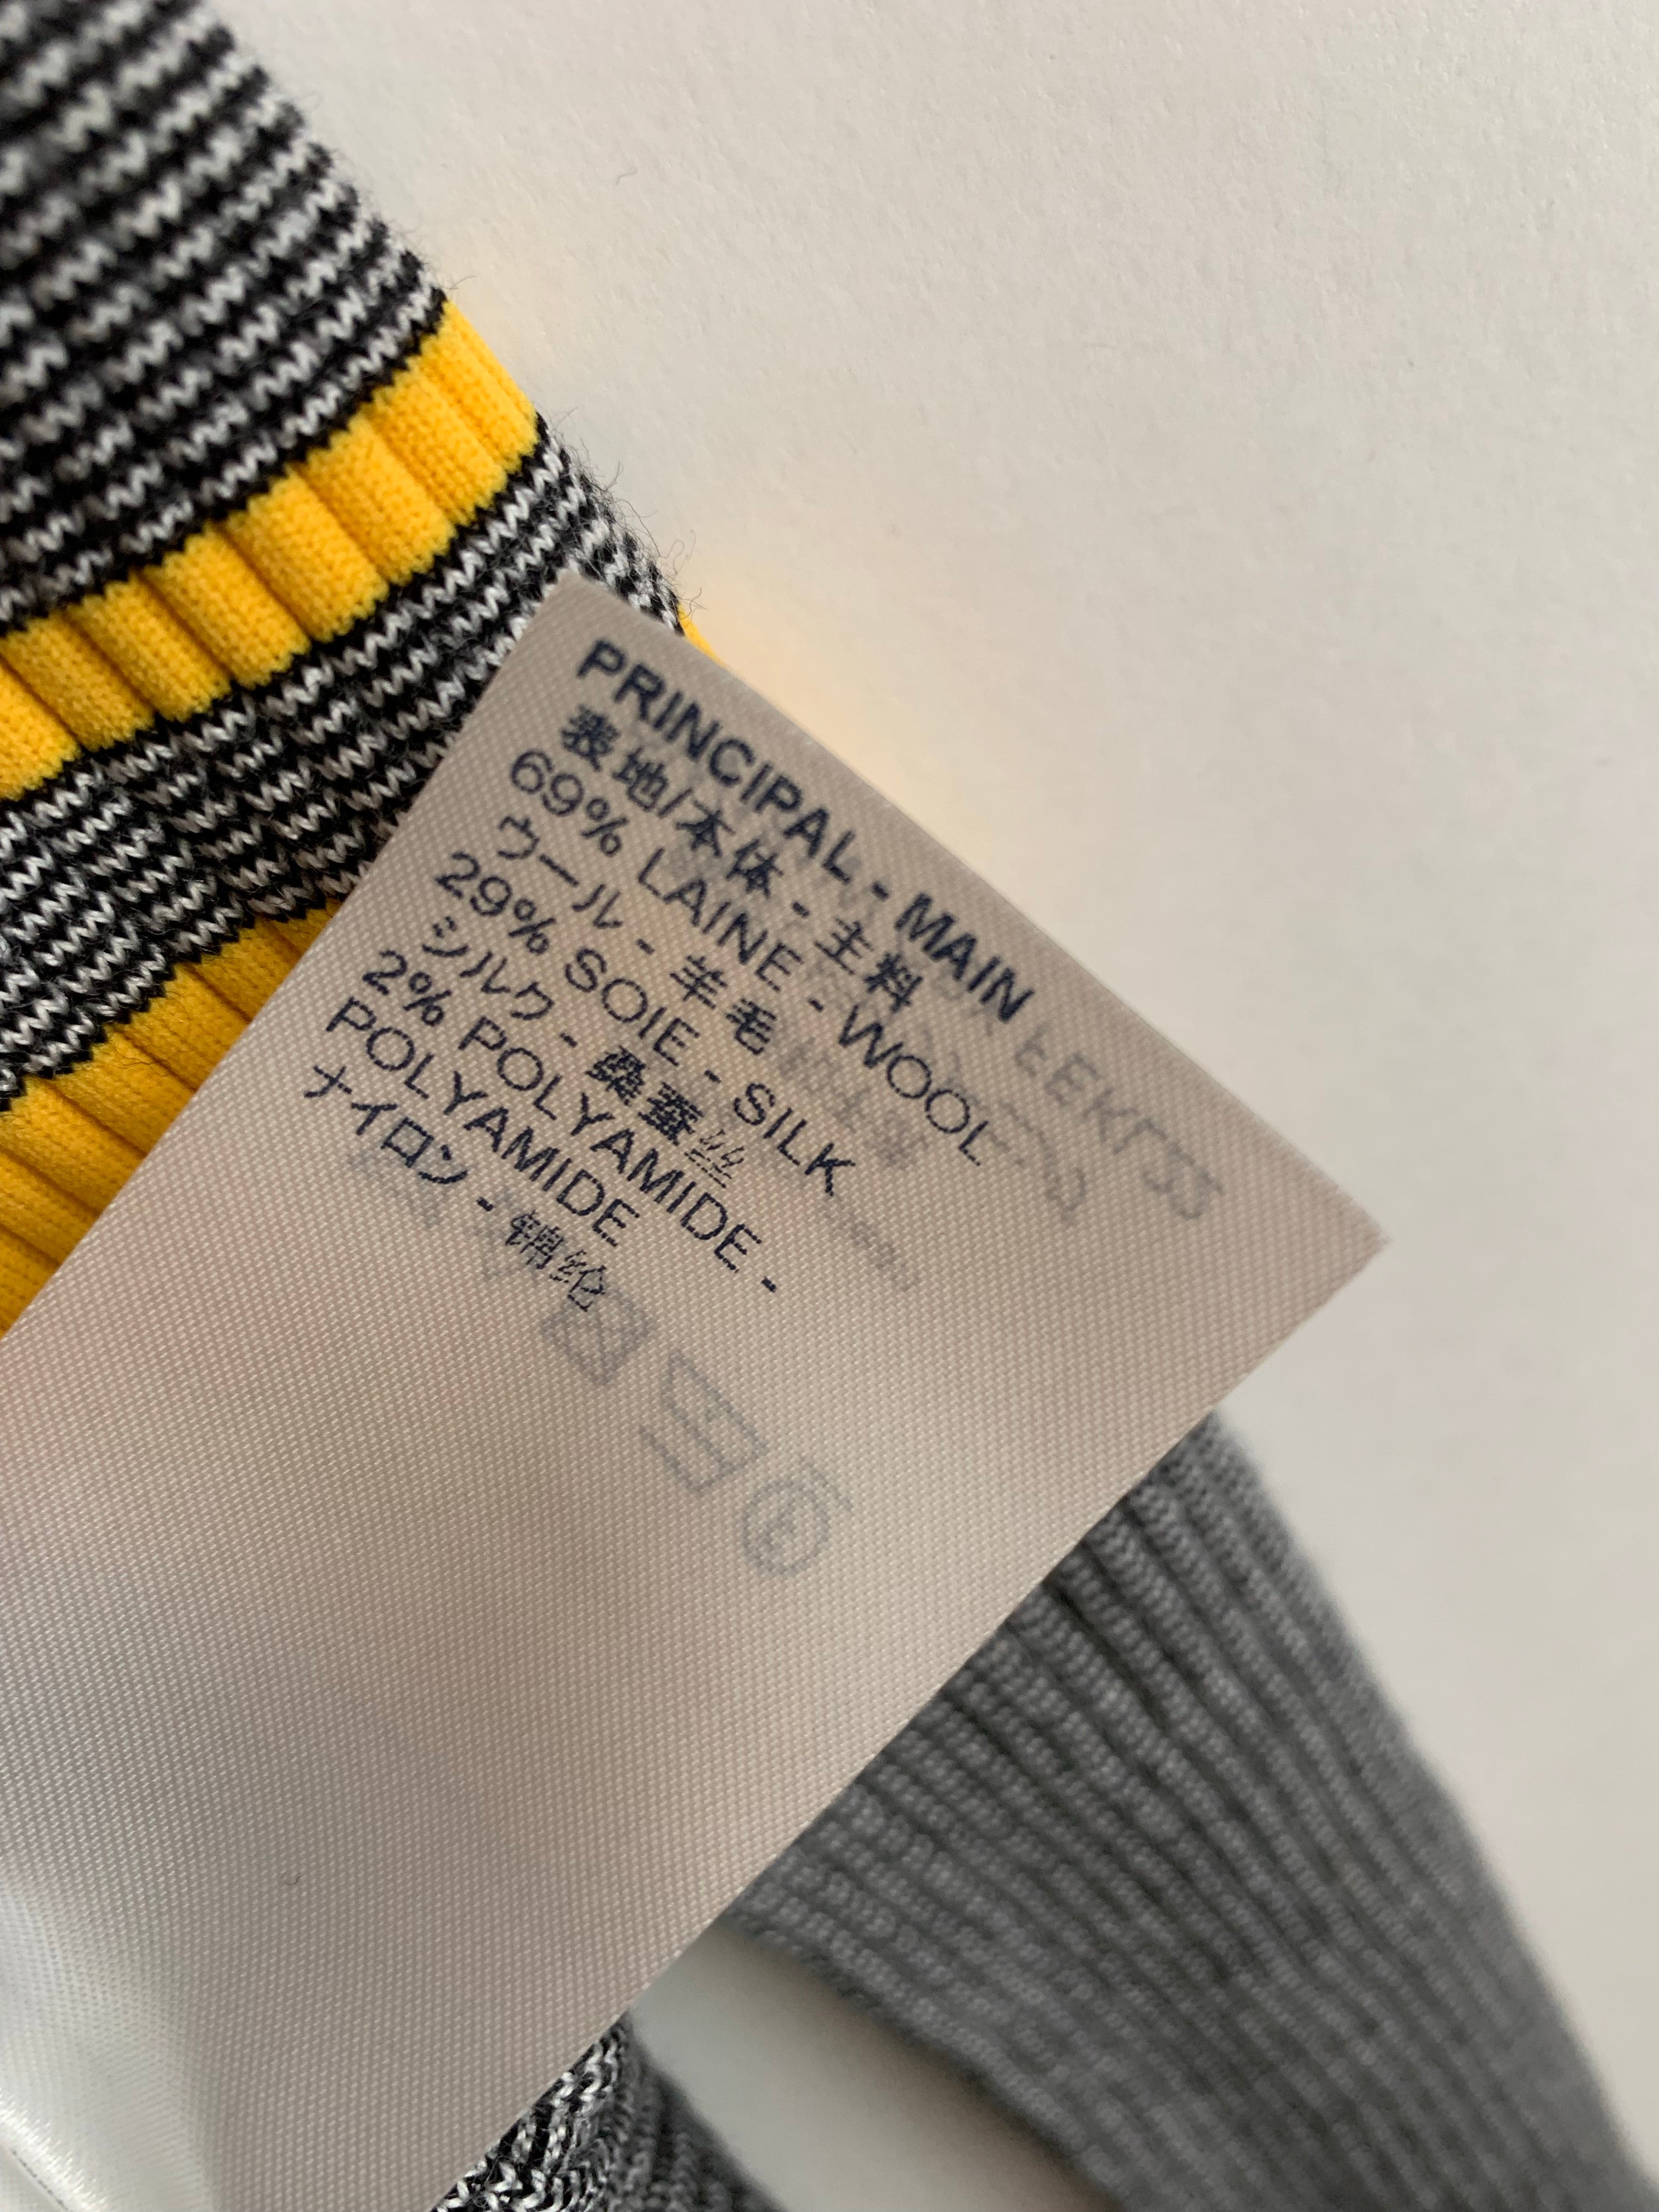 PRINCIPAL - MAIN
表地/本体 - 主料
69% LAINE - WOOL
ウール - 羊毛
29% SOIE - SILK
シルク - 桑蚕丝
2% POLYAMIDE -
POLYAMIDE
ナイロン - 锦纶